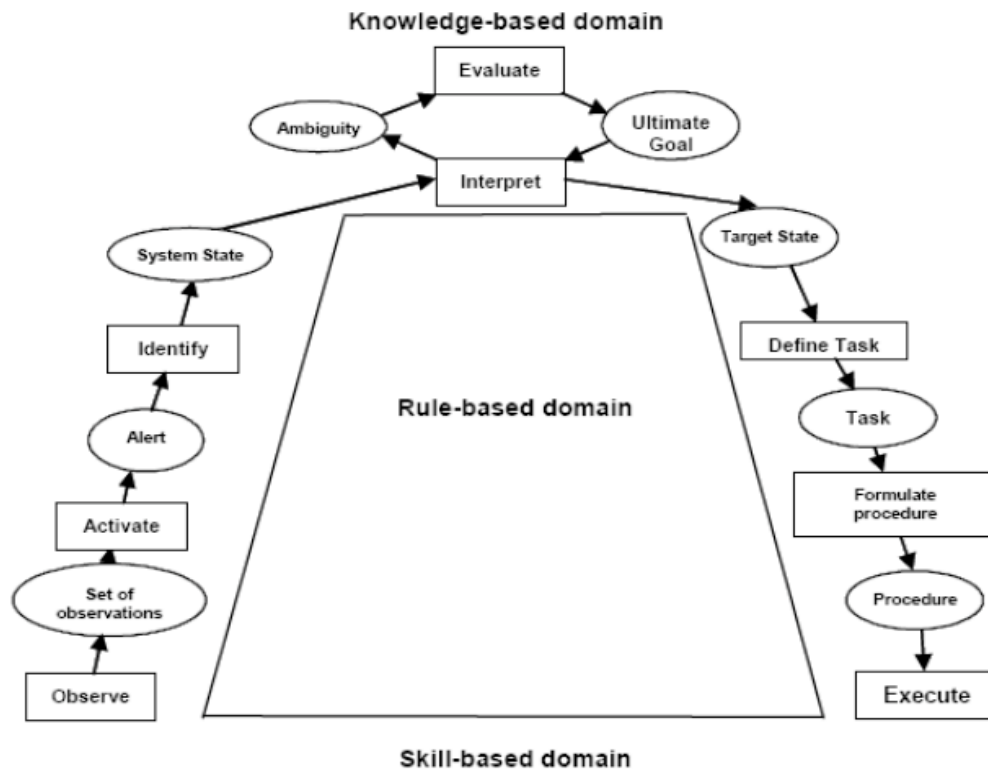 Knowledge-based domain
Evaluate
Ambiguity
Ultimate
Goal
Interpret
System State
Target State
Identify
Define Task
Rule-based domain
Alert
Task
Activate
Formulate
procedure
Set of
observations
Procedure
Observe
Execute
Skill-based domain